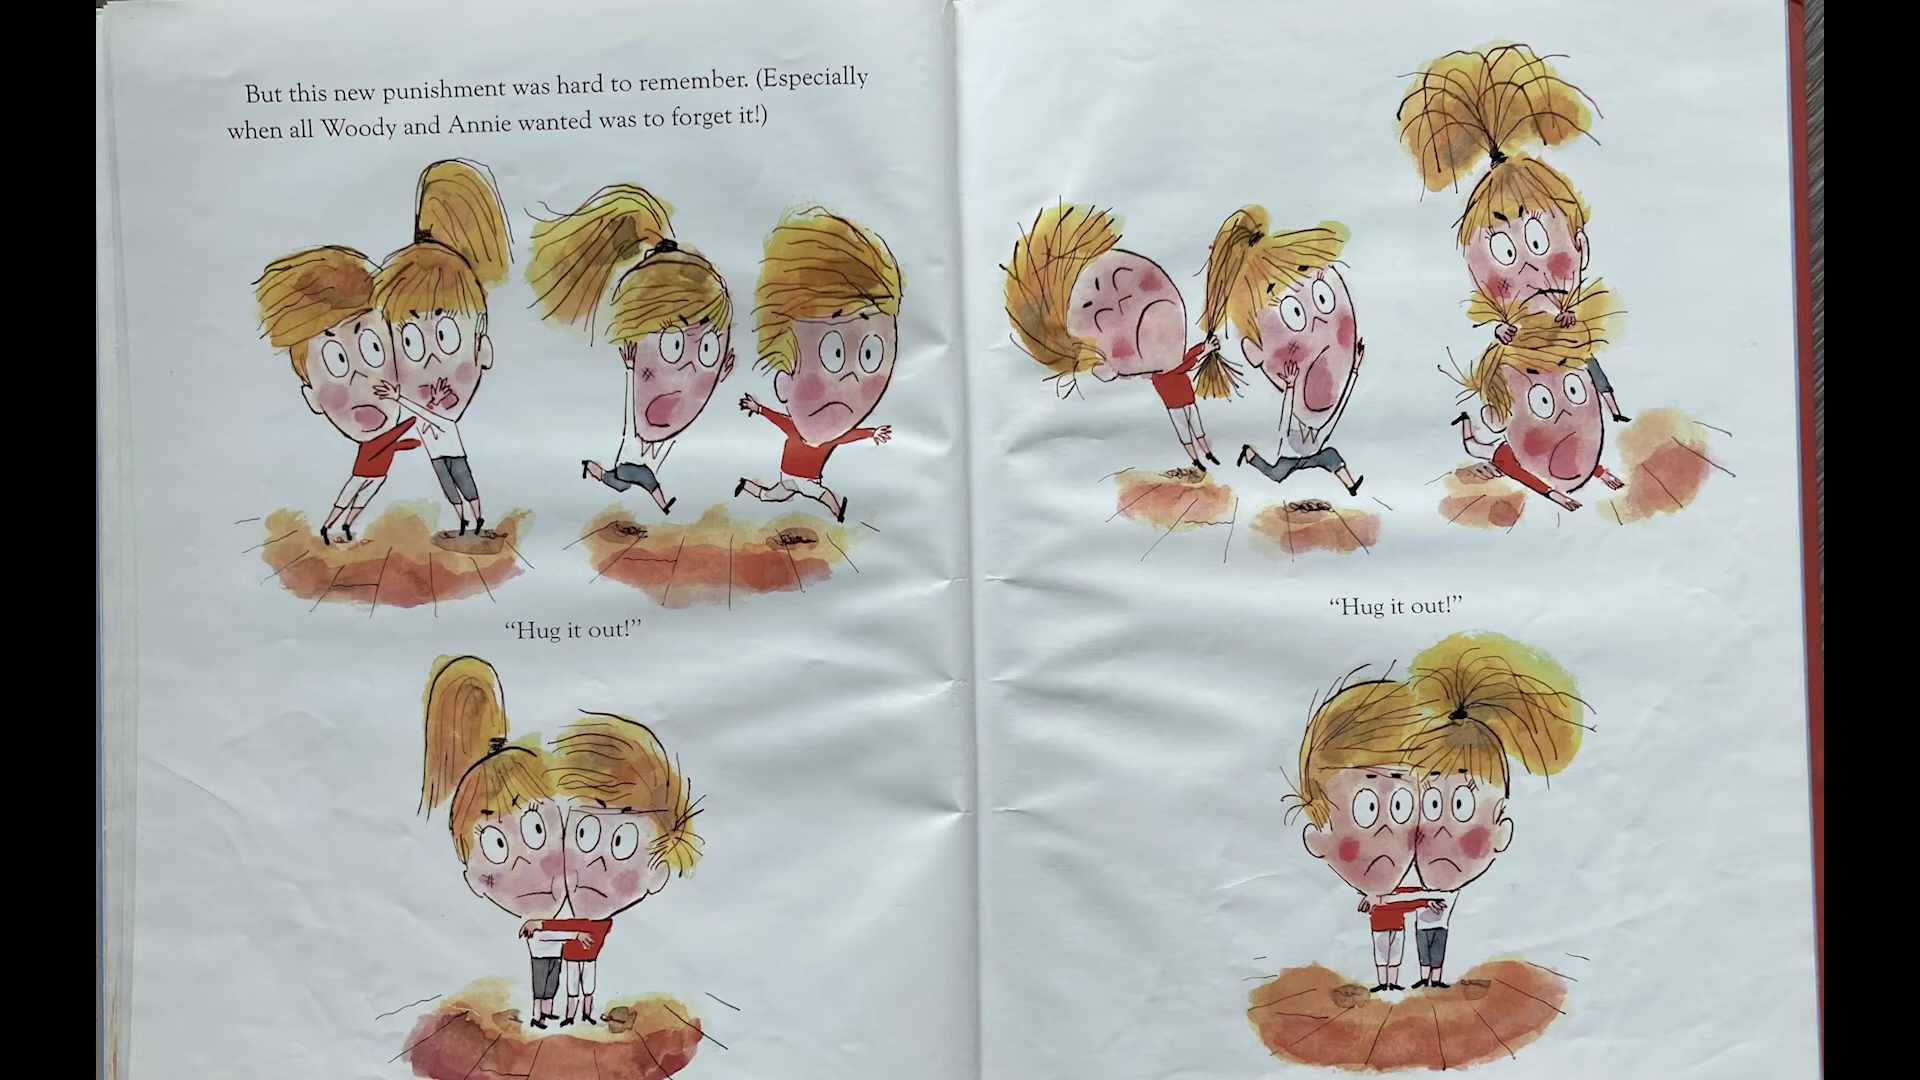 But this new punishment was hard to remember. (Especially
when all Woody and Annie wanted was to forget it!)
“Hug it out!”
“Hug it out!”